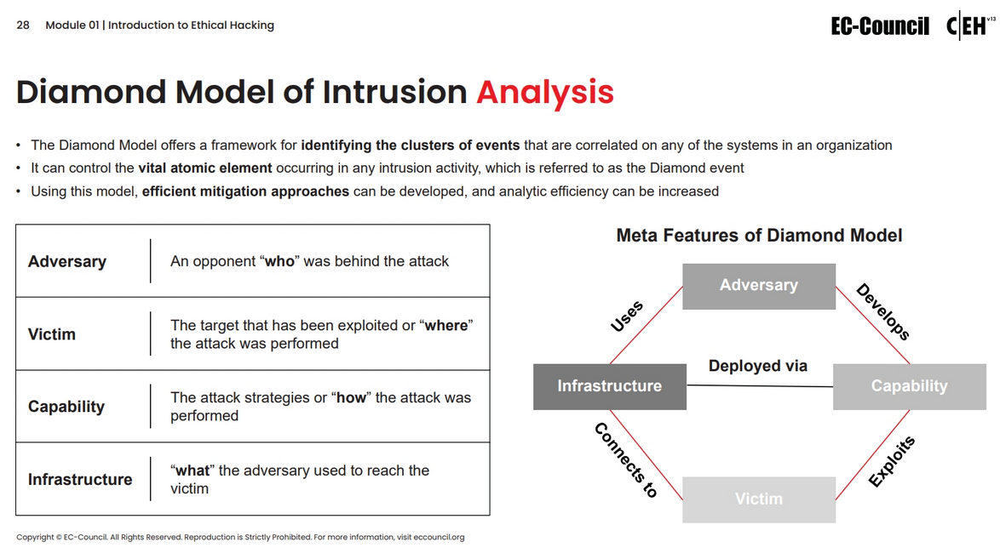 28 Module 01 | Introduction to Ethical Hacking
EC-Council C|EH v13
Diamond Model of Intrusion Analysis
• The Diamond Model offers a framework for identifying the clusters of events that are correlated on any of the systems in an organization
• It can control the vital atomic element occurring in any intrusion activity, which is referred to as the Diamond event
• Using this model, efficient mitigation approaches can be developed, and analytic efficiency can be increased
Adversary
An opponent “who” was behind the attack
Victim
The target that has been exploited or “where”
the attack was performed
Capability
The attack strategies or “how” the attack was
performed
Infrastructure
“what” the adversary used to reach the
victim
Meta Features of Diamond Model
Adversary
Uses
Develops
Deployed via
Infrastructure
Capability
Connects to
Exploits
Victim
Copyright © EC-Council. All Rights Reserved. Reproduction is Strictly Prohibited. For more information, visit eccouncil.org